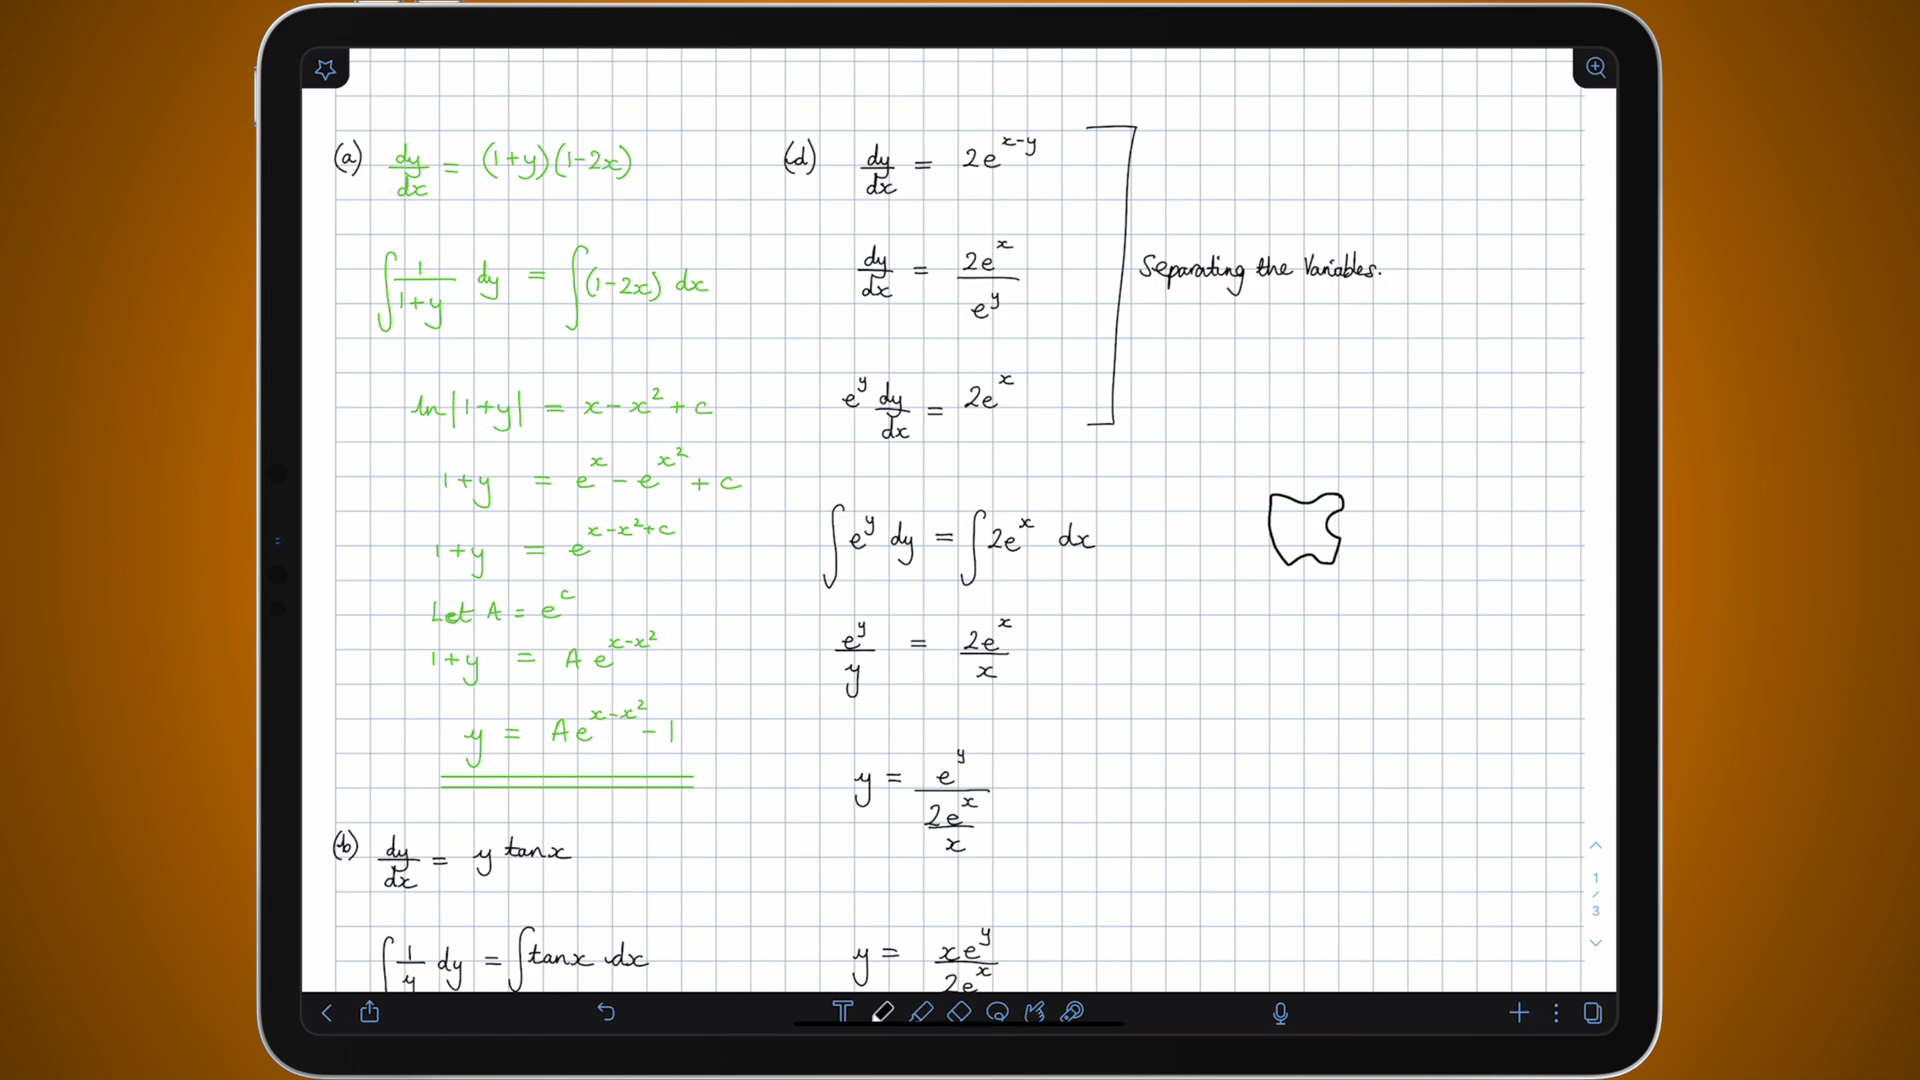 (a) dy/dx = (1+y)(1-2x)
∫ 1/(1+y) dy = ∫(1-2x) dx
ln|1+y| = x - x² + c
1+y = e^x - e^(x²) + c
1+y = e^(x-x²+c)
Let A = e^c
1+y = A e^(x-x²)
y = A e^(x-x²) - 1
(b) dy/dx = y tanx
∫ 1/y dy = ∫tanx dx
(d) dy/dx = 2e^(x-y)
dy/dx = 2e^x/e^y
e^y dy/dx = 2e^x
Separating the Variables.
∫e^y dy = ∫2e^x dx
e^y/y = 2e^x/x
y = e^y/(2e^x/x)
y = xe^y/2e^x
1
/
3